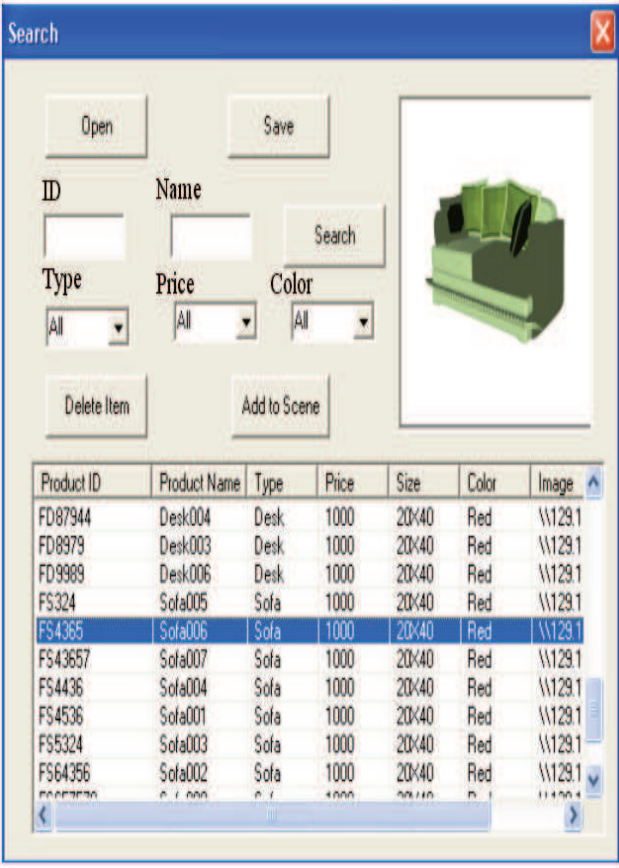 Search
Open
Save
ID
Name
Search
Type
Price
Color
All
All
All
Delete Item
Add to Scene
Product ID Product Name Type Price Size Color Image
FD87944 Desk004 Desk 1000 20X40 Red \\129.1
FD8979 Desk003 Desk 1000 20X40 Red \\129.1
FD9989 Desk006 Desk 1000 20X40 Red \\129.1
FS324 Sofa005 Sofa 1000 20X40 Red \\129.1
FS4365 Sofa006 Sofa 1000 20X40 Red \\129.1
FS43657 Sofa007 Sofa 1000 20X40 Red \\129.1
FS4436 Sofa004 Sofa 1000 20X40 Red \\129.1
FS4536 Sofa001 Sofa 1000 20X40 Red \\129.1
FS5324 Sofa003 Sofa 1000 20X40 Red \\129.1
FS64356 Sofa002 Sofa 1000 20X40 Red \\129.1